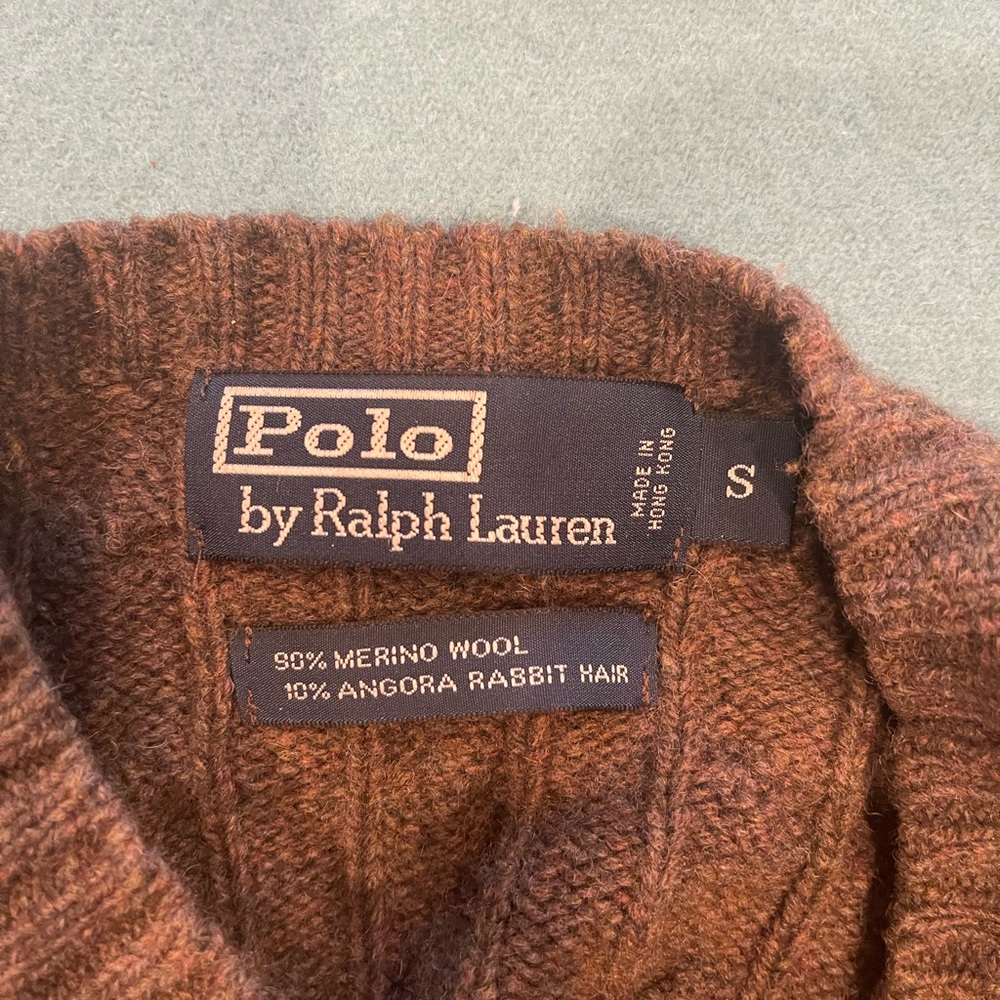 Polo
by Ralph Lauren
MADE IN
HONG KONG
S
90% MERINO WOOL
10% ANGORA RABBIT HAIR